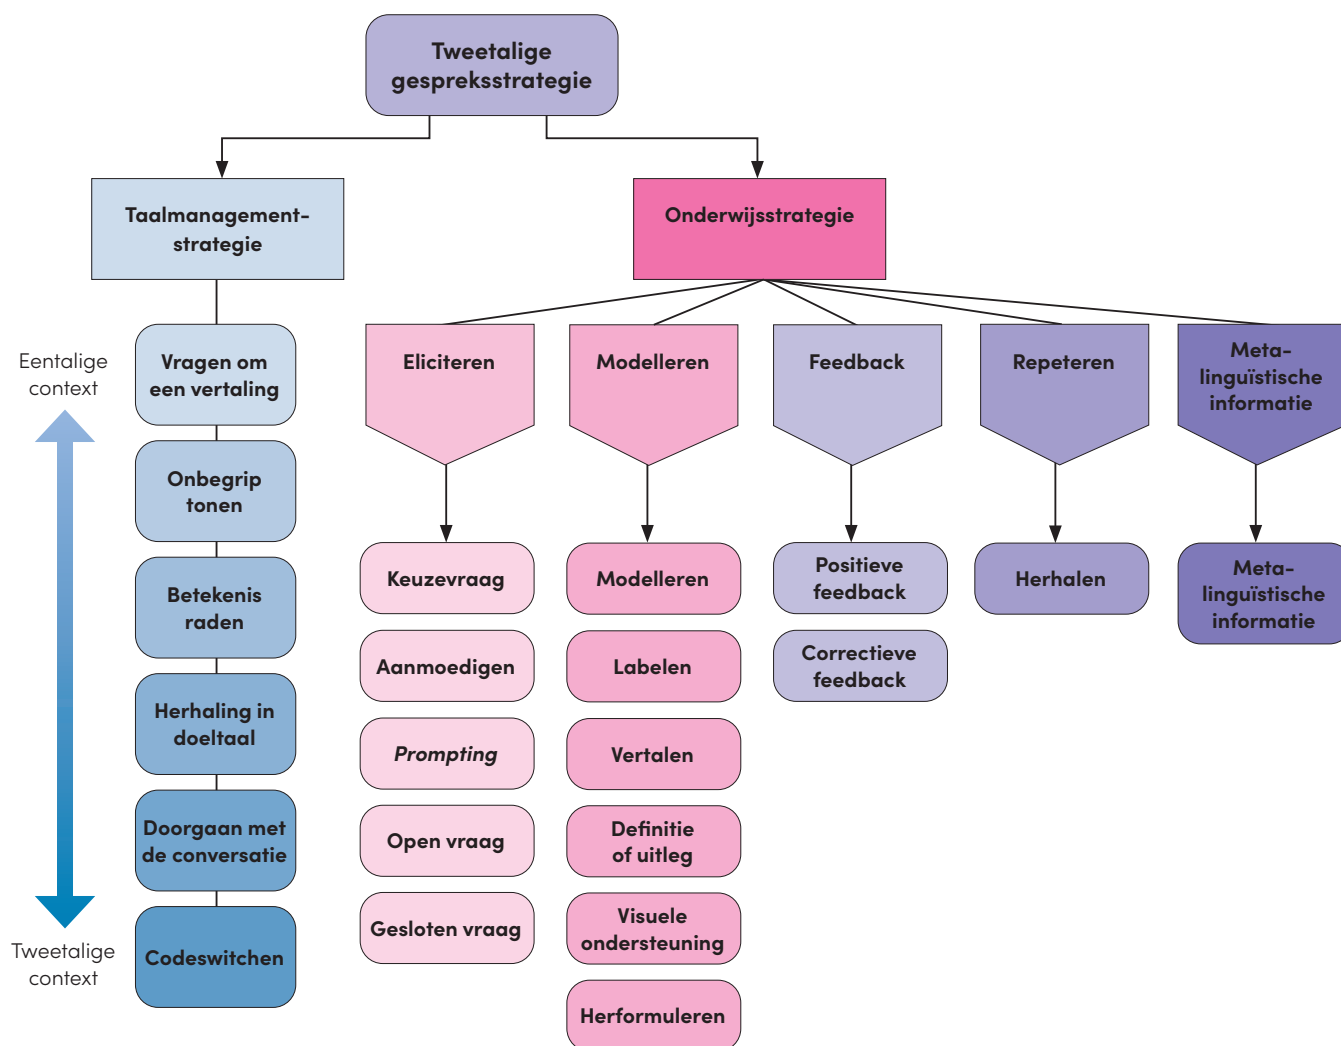 Tweetalige
gespreksstrategie
Taalmanagement-
strategie
Onderwijsstrategie
Eentalige
context
Tweetalige
context
Vragen om
een vertaling
Onbegrip
tonen
Betekenis
raden
Herhaling in
doeltaal
Doorgaan met
de conversatie
Codeswitchen
Eliciteren
Keuzevraag
Aanmoedigen
Prompting
Open vraag
Gesloten vraag
Modelleren
Modelleren
Labelen
Vertalen
Definitie
of uitleg
Visuele
ondersteuning
Herformuleren
Feedback
Positieve
feedback
Correctieve
feedback
Repeteren
Herhalen
Meta-
linguïstische
informatie
Meta-
linguïstische
informatie